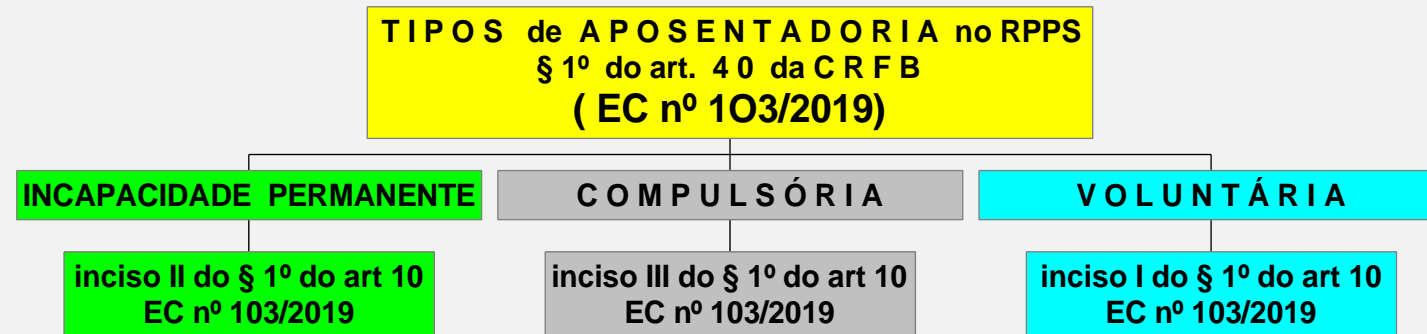 T I P O S de A P O S E N T A D O R I A no RPPS
§ 1º do art. 4 0 da C R F B
( EC nº 1O3/2019)
INCAPACIDADE PERMANENTE
C O M P U L S Ó R I A
V O L U N T Á R I A
inciso II do § 1º do art 10
EC nº 103/2019
inciso III do § 1º do art 10
EC nº 103/2019
inciso I do § 1º do art 10
EC nº 103/2019